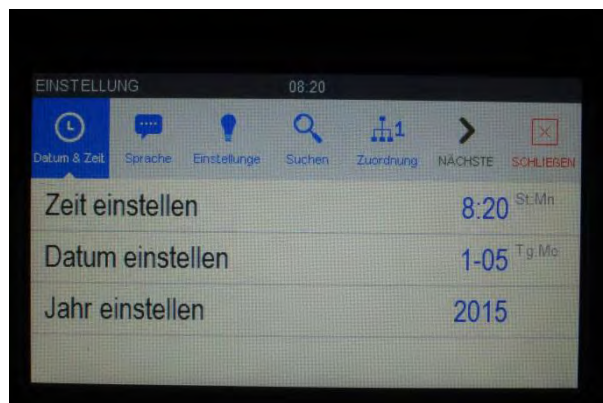 EINSTELLUNG 08:20
Datum & Zeit Sprache Einstellunge Suchen 1 Zuordnung NÄCHSTE SCHLIEßEN
Zeit einstellen 8:20 St:Mn
Datum einstellen 1-05 Tg:Mo
Jahr einstellen 2015